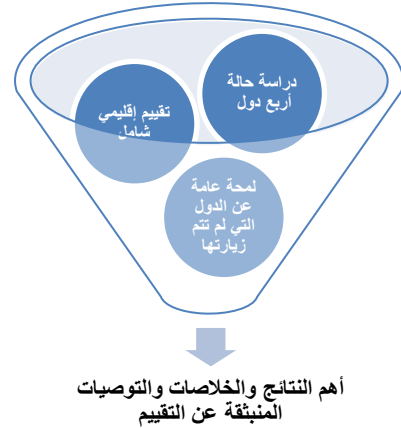 دراسة حالة
أربع دول
تقييم إقليمي
شامل
لمحة عامة
عن الدول
التي لم تتم
زيارتها
أهم النتائج والخلاصات والتوصيات
المنبثقة عن التقييم